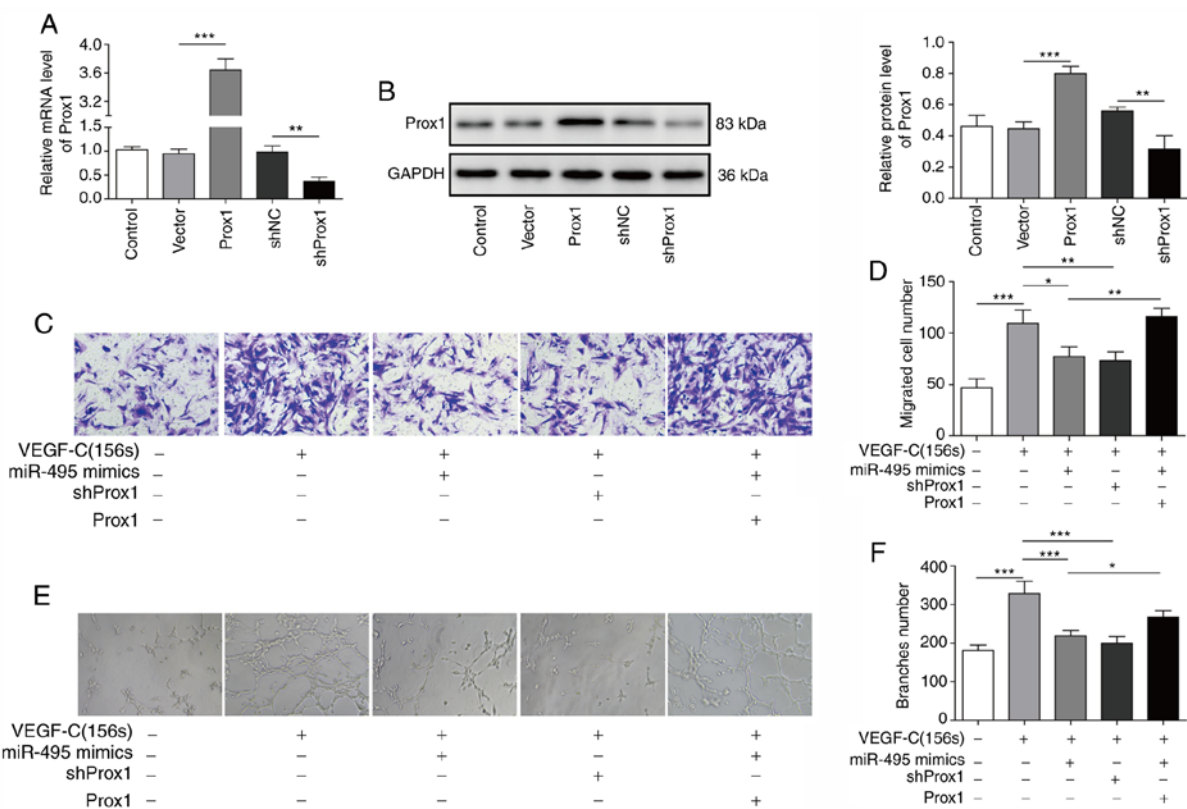 A
Relative mRNA level
of Prox1
4.0
3.6
3.2
1.5
1.0
0.5
0.0
***
**
Control
Vector
Prox1
shNC
shProx1
B
Prox1
83 kDa
GAPDH
36 kDa
Control
Vector
Prox1
shNC
shProx1
Relative protein level
of Prox1
1.0
0.8
0.6
0.4
0.2
0.0
***
**
Control
Vector
Prox1
shNC
shProx1
C
VEGF-C(156s) – + + + +
miR-495 mimics – – + – +
shProx1 – – – + –
Prox1 – – – – +
D
Migrated cell number
150
100
50
0
***
*
**
**
VEGF-C(156s) – + + + +
miR-495 mimics – – + – +
shProx1 – – – + –
Prox1 – – – – +
E
VEGF-C(156s) – + + + +
miR-495 mimics – – + – +
shProx1 – – – + –
Prox1 – – – – +
F
Branches number
400
300
200
100
0
***
***
***
*
VEGF-C(156s) – + + + +
miR-495 mimics – – + – +
shProx1 – – – + –
Prox1 – – – – +